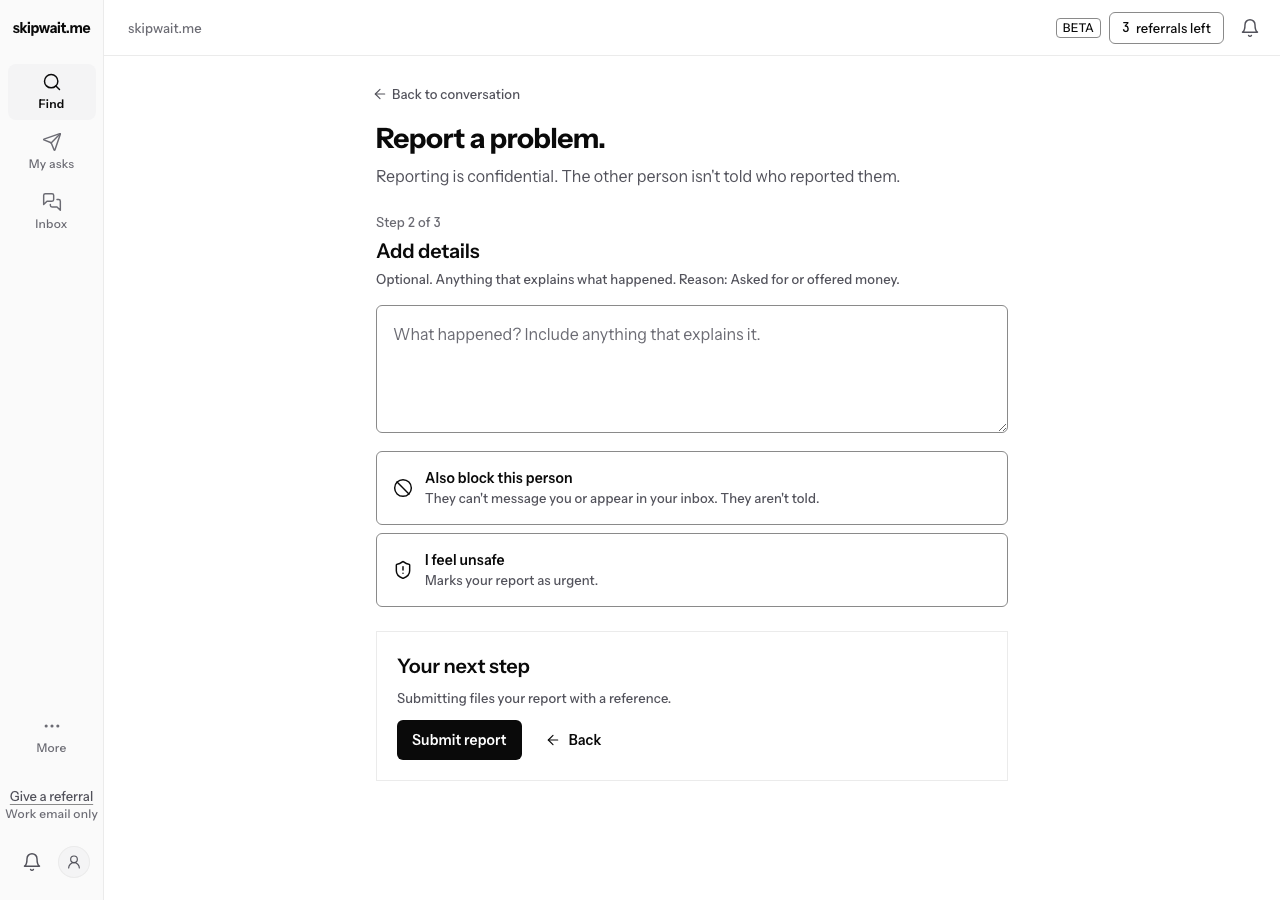 skipwait.me
Find
My asks
Inbox
More
Give a referral
Work email only
skipwait.me
BETA
3 referrals left
Back to conversation
Report a problem.
Reporting is confidential. The other person isn't told who reported them.
Step 2 of 3
Add details
Optional. Anything that explains what happened. Reason: Asked for or offered money.
What happened? Include anything that explains it.
Also block this person
They can't message you or appear in your inbox. They aren't told.
I feel unsafe
Marks your report as urgent.
Your next step
Submitting files your report with a reference.
Submit report
Back